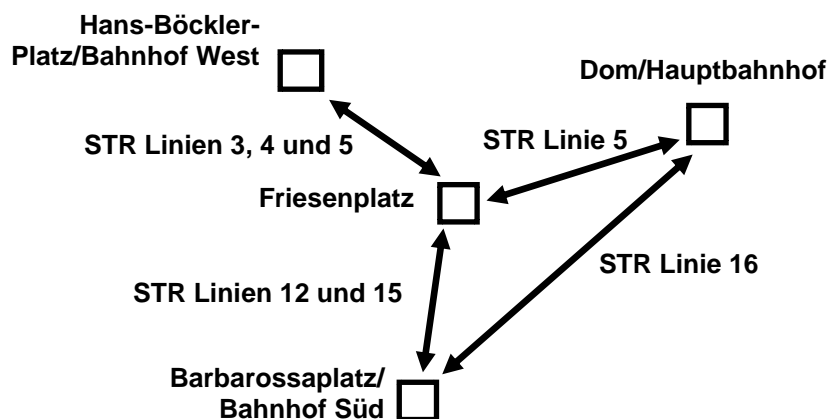 Hans-Böckler-
Platz/Bahnhof West
Dom/Hauptbahnhof
STR Linien 3, 4 und 5
STR Linie 5
Friesenplatz
STR Linie 16
STR Linien 12 und 15
Barbarossaplatz/
Bahnhof Süd